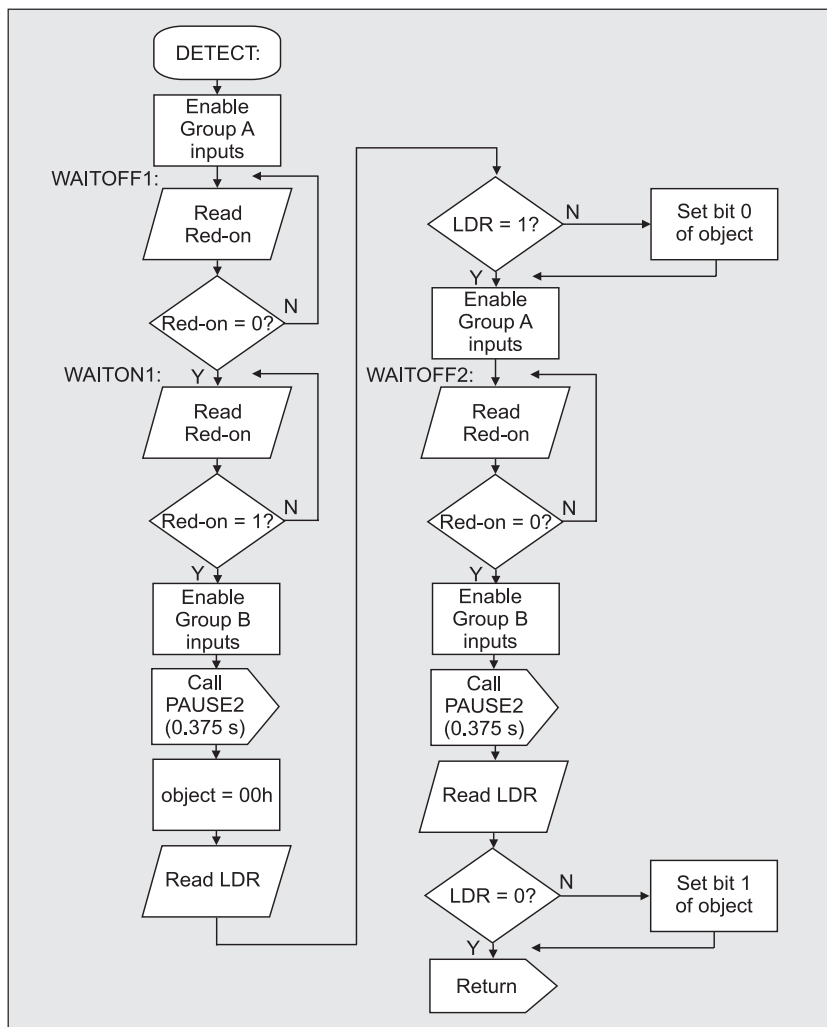 DETECT:
Enable
Group A
inputs
WAITOFF1:
Read
Red-on
Red-on = 0?
N
Y
WAITON1:
Read
Red-on
Red-on = 1?
N
Y
Enable
Group B
inputs
Call
PAUSE2
(0.375 s)
object = 00h
Read LDR
LDR = 1?
N
Set bit 0
of object
Y
Enable
Group A
inputs
WAITOFF2:
Read
Red-on
Red-on = 0?
N
Y
Enable
Group B
inputs
Call
PAUSE2
(0.375 s)
Read LDR
LDR = 0?
N
Set bit 1
of object
Y
Return